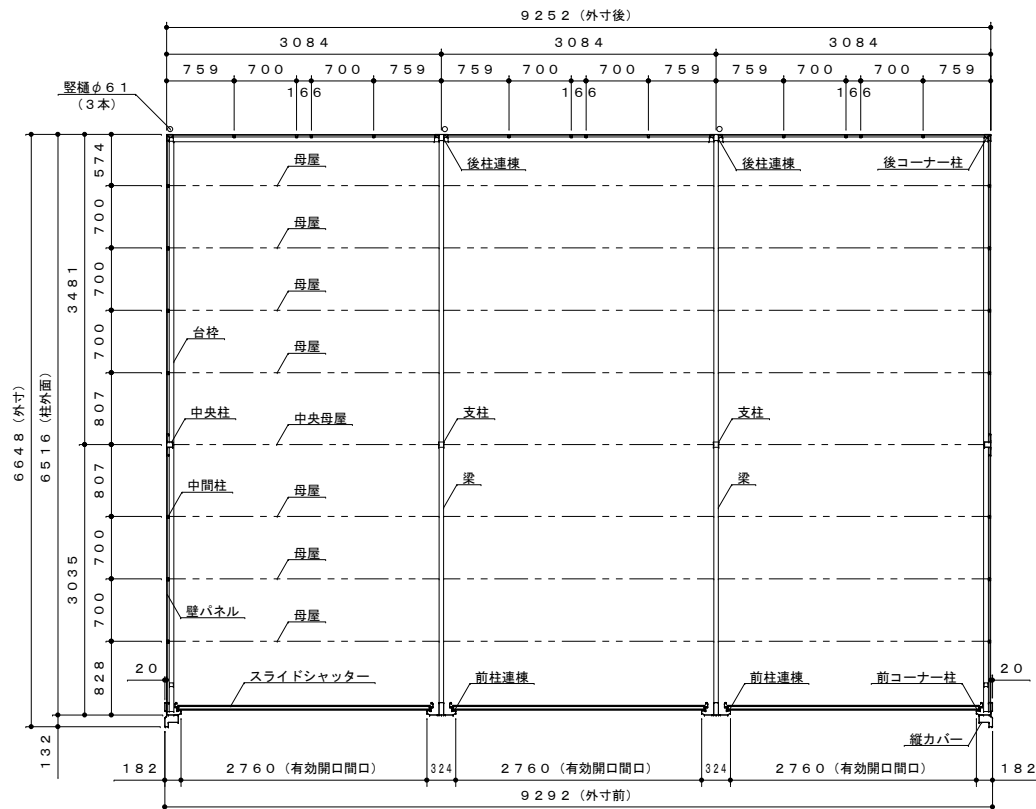 ９２５２（外寸後）
３０８４ ３０８４ ３０８４
７５９ ７００ ７００ ７５９ ７５９ ７００ ７００ ７５９ ７５９ ７００ ７００ ７５９
１６６ １６６ １６６
竪樋φ６１
（３本）
後柱連棟 後柱連棟 後コーナー柱
母屋
母屋
母屋
母屋
台枠
中央柱 中央母屋 支柱 支柱
中間柱 母屋 梁 梁
母屋
壁パネル 母屋
スライドシャッター 前柱連棟 前柱連棟 前コーナー柱
縦カバー
５７４
７００
７００
７００
８０７
８０７
７００
７００
８２８
３４８１
３０３５
６５１６（柱外面）
６６４８（外寸）
１３２
２０ ２０
１８２ ２７６０（有効開口間口） ３２４ ２７６０（有効開口間口） ３２４ ２７６０（有効開口間口） １８２
９２９２（外寸前）